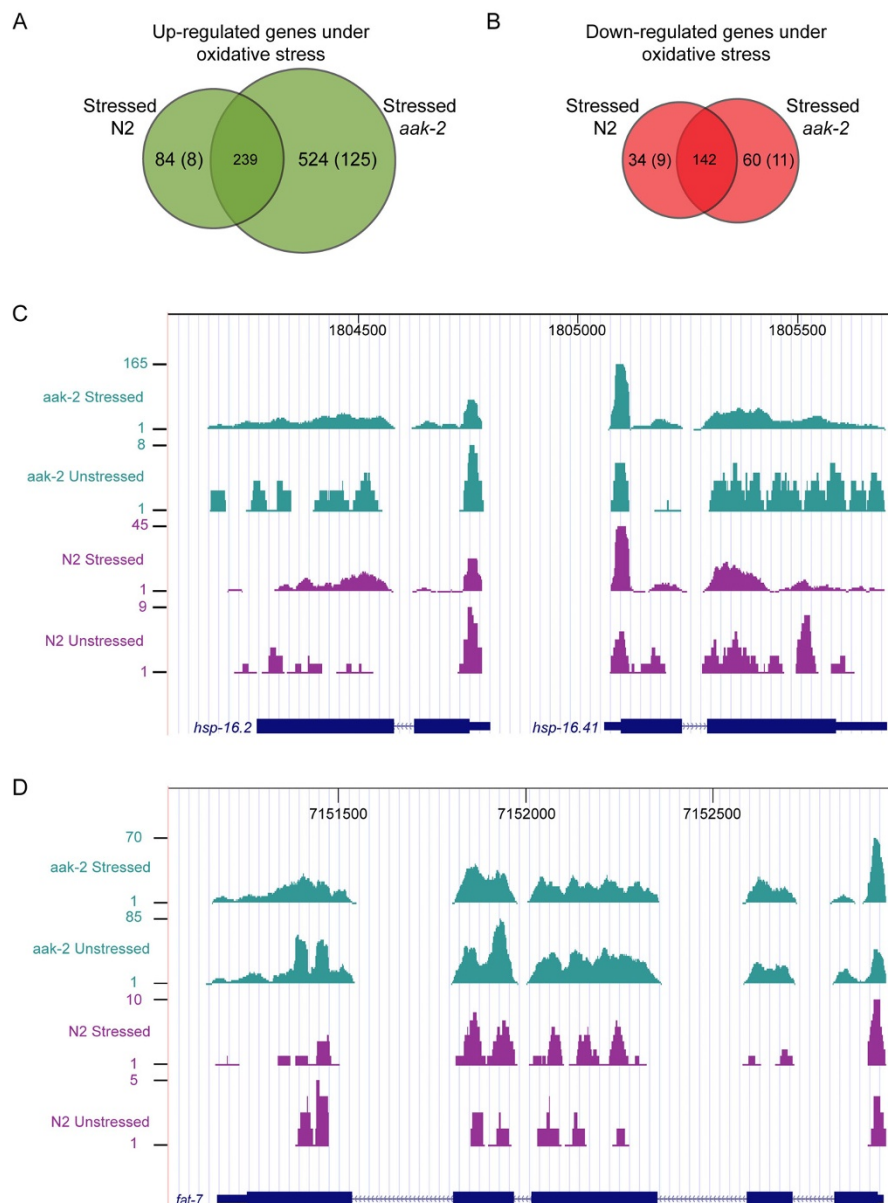 A
Up-regulated genes under
oxidative stress
Stressed
N2
Stressed
aak-2
84 (8)
239
524 (125)
B
Down-regulated genes under
oxidative stress
Stressed
N2
Stressed
aak-2
34 (9)
142
60 (11)
C
1804500
1805000
1805500
165
aak-2 Stressed
1
8
aak-2 Unstressed
1
45
N2 Stressed
1
9
N2 Unstressed
1
hsp-16.2
hsp-16.41
D
7151500
7152000
7152500
70
aak-2 Stressed
1
85
aak-2 Unstressed
1
10
N2 Stressed
1
5
N2 Unstressed
1
fat-7